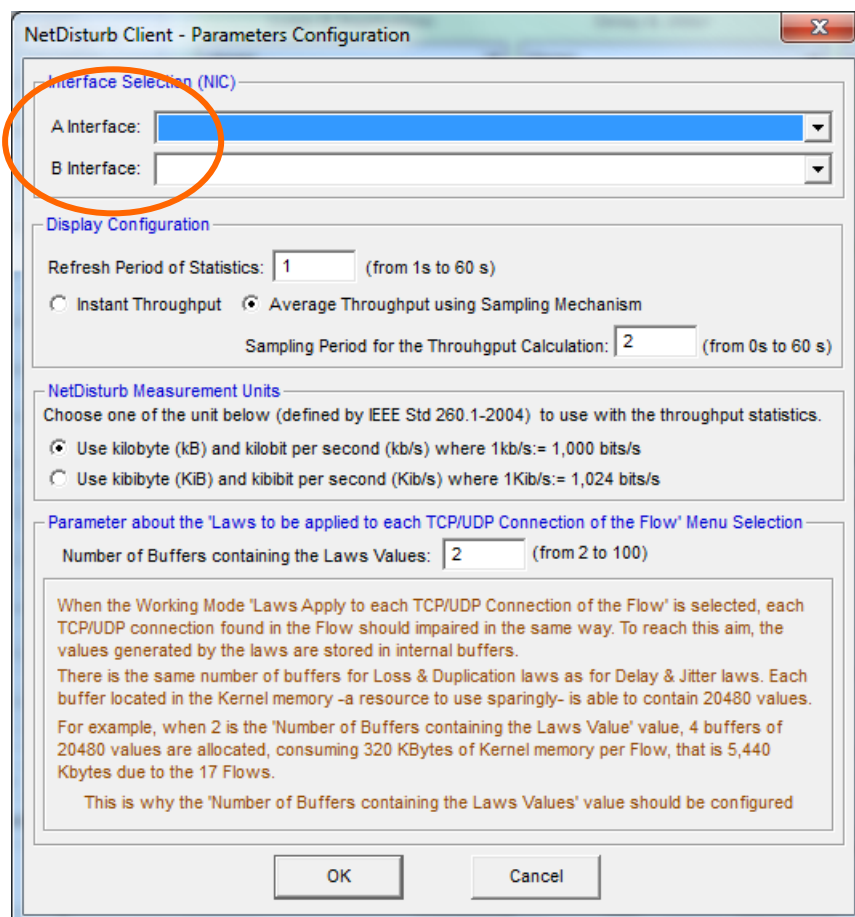 NetDisturb Client - Parameters Configuration
Interface Selection (NIC)
A Interface:
B Interface:
Display Configuration
Refresh Period of Statistics: 1 (from 1s to 60 s)
Instant Throughput Average Throughput using Sampling Mechanism
Sampling Period for the Throuhgput Calculation: 2 (from 0s to 60 s)
NetDisturb Measurement Units
Choose one of the unit below (defined by IEEE Std 260.1-2004) to use with the throughput statistics.
Use kilobyte (kB) and kilobit per second (kb/s) where 1kb/s:= 1,000 bits/s
Use kibibyte (KiB) and kibibit per second (Kib/s) where 1Kib/s:= 1,024 bits/s
Parameter about the 'Laws to be applied to each TCP/UDP Connection of the Flow' Menu Selection
Number of Buffers containing the Laws Values: 2 (from 2 to 100)
When the Working Mode 'Laws Apply to each TCP/UDP Connection of the Flow' is selected, each
TCP/UDP connection found in the Flow should impaired in the same way. To reach this aim, the
values generated by the laws are stored in internal buffers.
There is the same number of buffers for Loss & Duplication laws as for Delay & Jitter laws. Each
buffer located in the Kernel memory -a resource to use sparingly- is able to contain 20480 values.
For example, when 2 is the 'Number of Buffers containing the Laws Value' value, 4 buffers of
20480 values are allocated, consuming 320 KBytes of Kernel memory per Flow, that is 5,440
Kbytes due to the 17 Flows.
This is why the 'Number of Buffers containing the Laws Values' value should be configured
OK Cancel